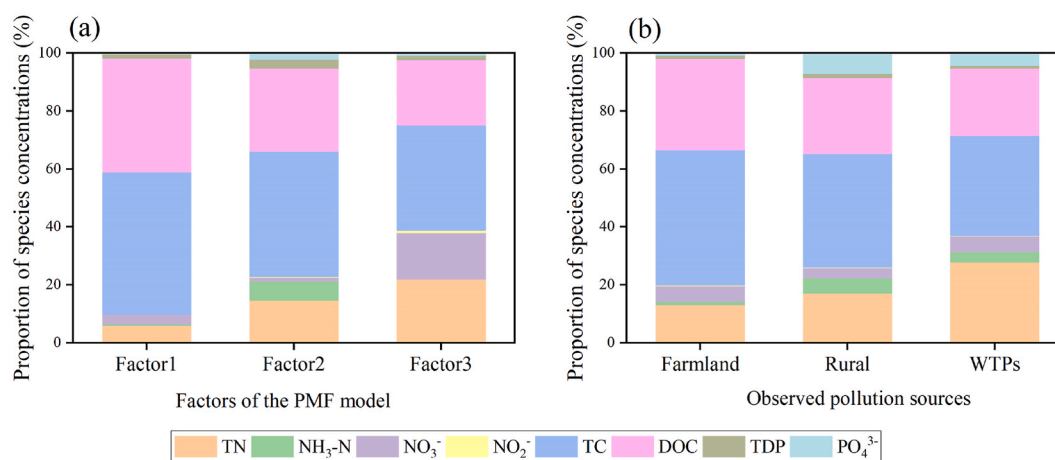 (a)
Proportion of species concentrations (%)
100
80
60
40
20
0
Factor1 Factor2 Factor3
Factors of the PMF model
(b)
Proportion of species concentrations (%)
100
80
60
40
20
0
Farmland Rural WTPs
Observed pollution sources
TN NH₃-N NO₃⁻ NO₂⁻ TC DOC TDP PO₄³⁻